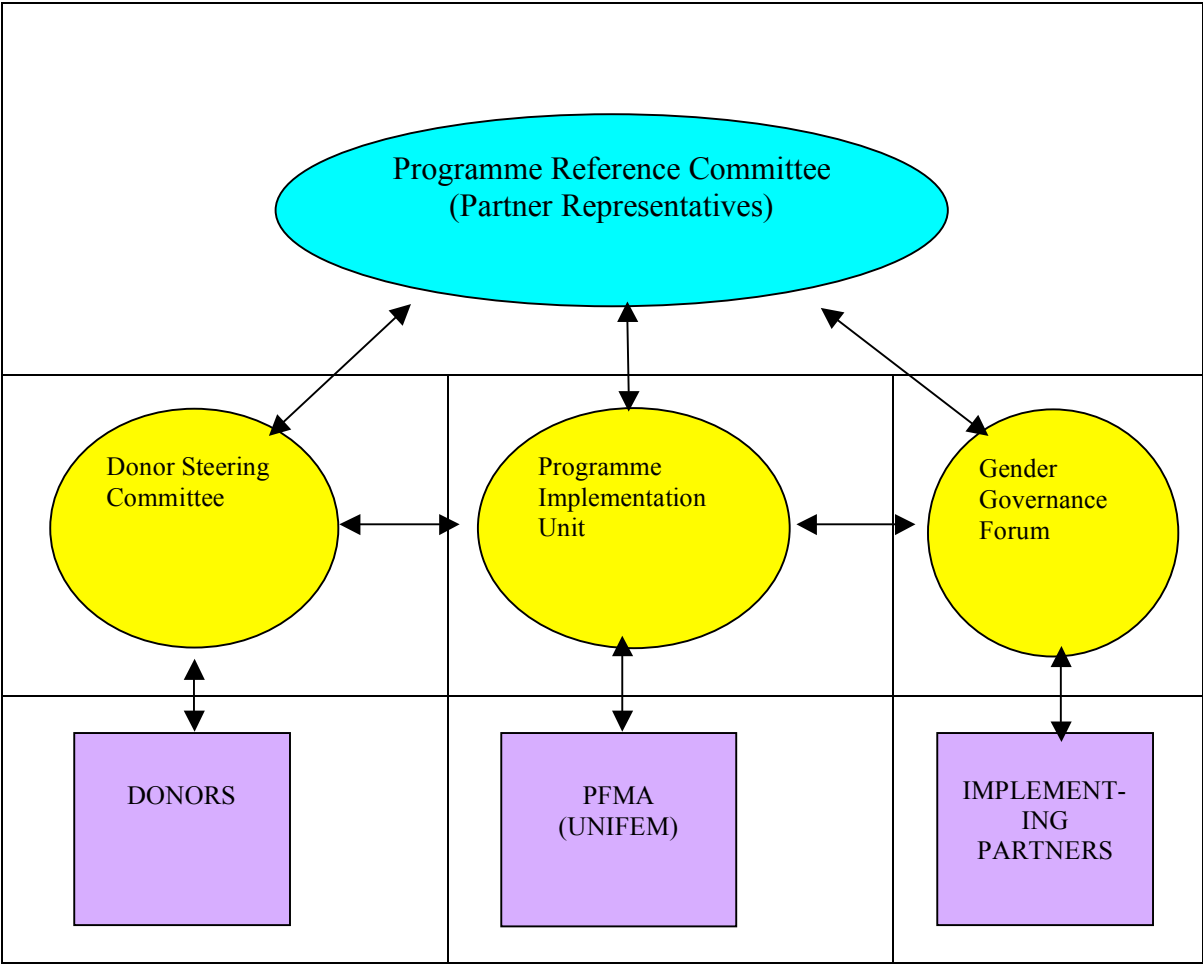 Programme Reference Committee
(Partner Representatives)
Donor Steering
Committee
Programme
Implementation
Unit
Gender
Governance
Forum
DONORS
PFMA
(UNIFEM)
IMPLEMENT-
ING
PARTNERS